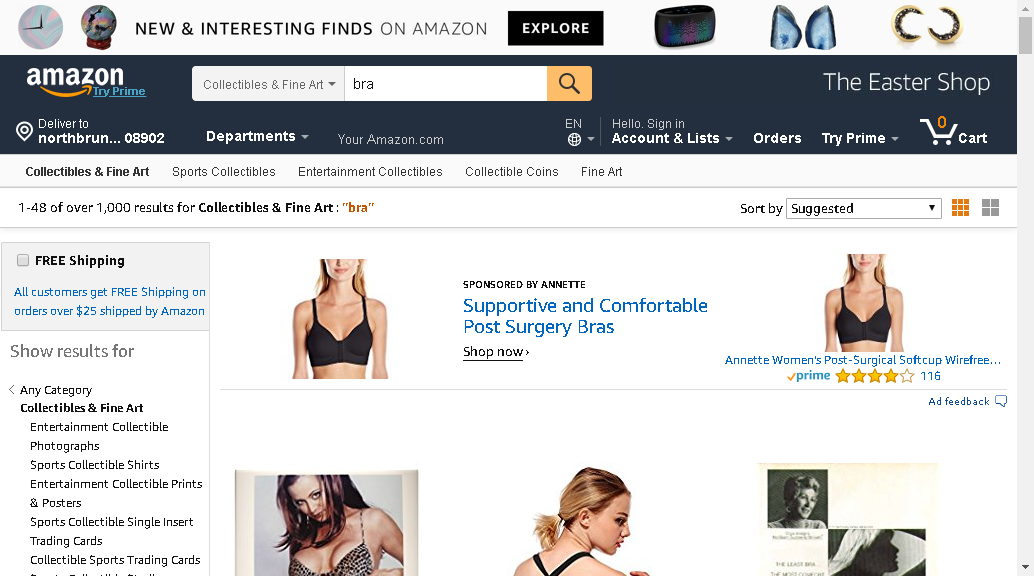 NEW & INTERESTING FINDS ON AMAZON
EXPLORE
amazon
Try Prime
Collectibles & Fine Art
bra
The Easter Shop
Deliver to
northbrun... 08902
Departments
Your Amazon.com
EN
Hello. Sign in
Account & Lists
Orders
Try Prime
0
Cart
Collectibles & Fine Art
Sports Collectibles
Entertainment Collectibles
Collectible Coins
Fine Art
1-48 of over 1,000 results for Collectibles & Fine Art : "bra"
Sort by
Suggested
FREE Shipping
All customers get FREE Shipping on
orders over $25 shipped by Amazon
Show results for
Any Category
Collectibles & Fine Art
Entertainment Collectible
Photographs
Sports Collectible Shirts
Entertainment Collectible Prints
& Posters
Sports Collectible Single Insert
Trading Cards
Collectible Sports Trading Cards
SPONSORED BY ANNETTE
Supportive and Comfortable
Post Surgery Bras
Shop now ›
Annette Women's Post-Surgical Softcup Wirefree...
prime
116
Ad feedback
THE LEAST BRA...
THE MOST COMFORT